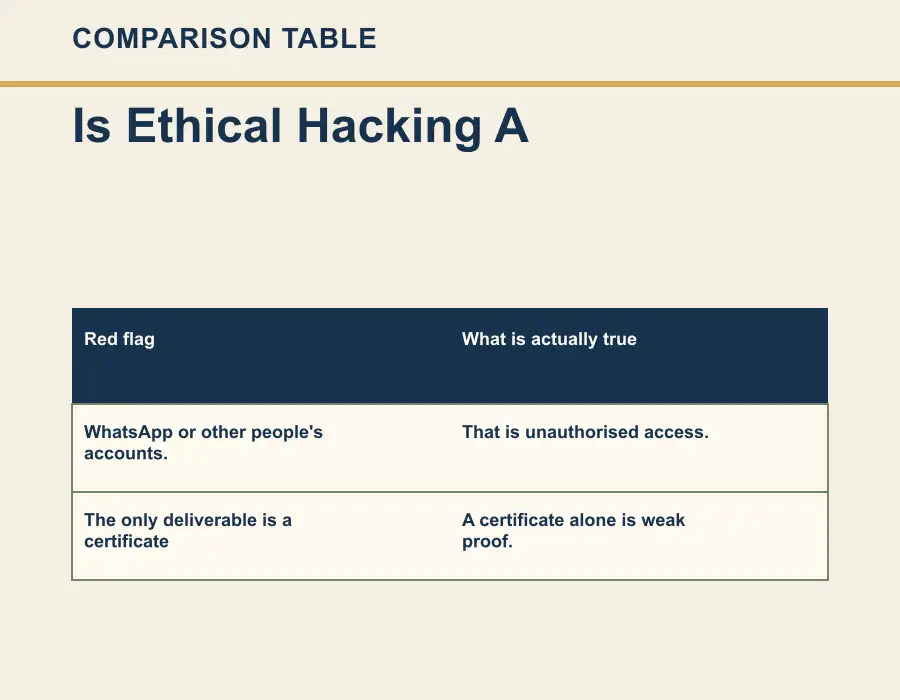 COMPARISON TABLE
Is Ethical Hacking A
Red flag
What is actually true
WhatsApp or other people's
accounts.
That is unauthorised access.
The only deliverable is a
certificate
A certificate alone is weak
proof.